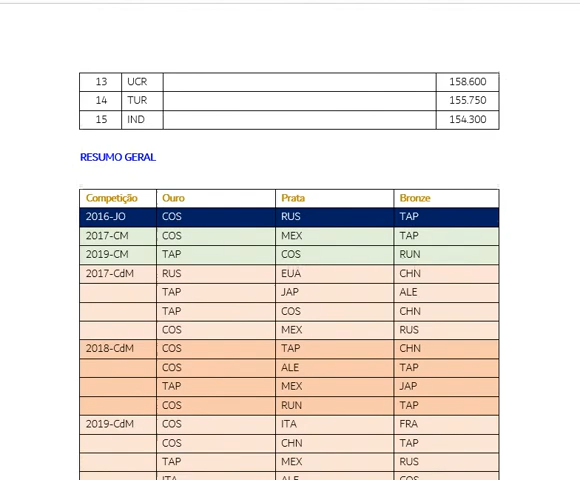 13 UCR 158.600
14 TUR 155.750
15 IND 154.300
RESUMO GERAL
Competição Ouro Prata Bronze
2016-JO COS RUS TAP
2017-CM COS MEX TAP
2019-CM TAP COS RUN
2017-CdM RUS EUA CHN
TAP JAP ALE
TAP COS CHN
COS MEX RUS
2018-CdM COS TAP CHN
COS ALE TAP
TAP MEX JAP
COS RUN TAP
2019-CdM COS ITA FRA
COS CHN TAP
TAP MEX RUS
ITA ALE COS